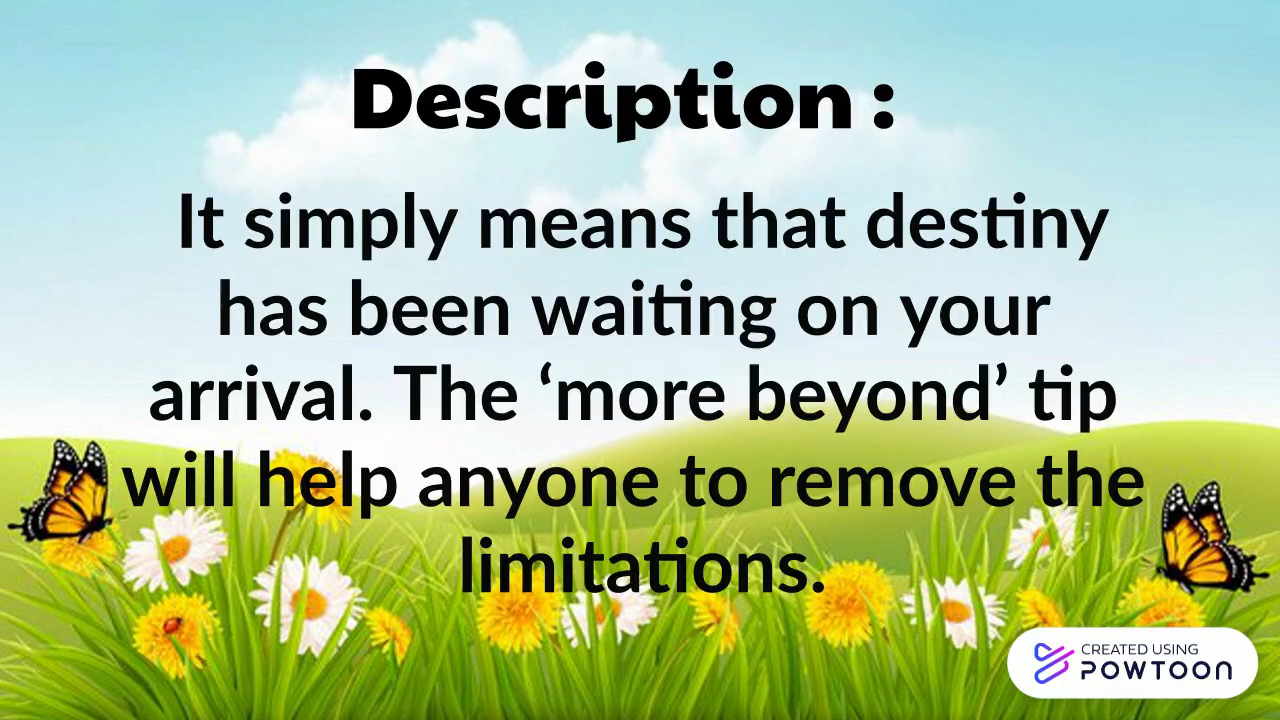 Description :
It simply means that destiny
has been waiting on your
arrival. The ‘more beyond’ tip
will help anyone to remove the
limitations.
CREATED USING
POWTOON